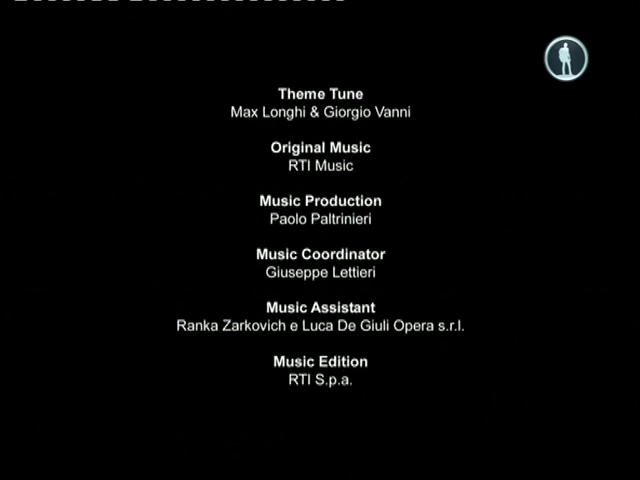 Theme Tune
Max Longhi & Giorgio Vanni
Original Music
RTI Music
Music Production
Paolo Paltrinieri
Music Coordinator
Giuseppe Lettieri
Music Assistant
Ranka Zarkovich e Luca De Giuli Opera s.r.l.
Music Edition
RTI S.p.a.